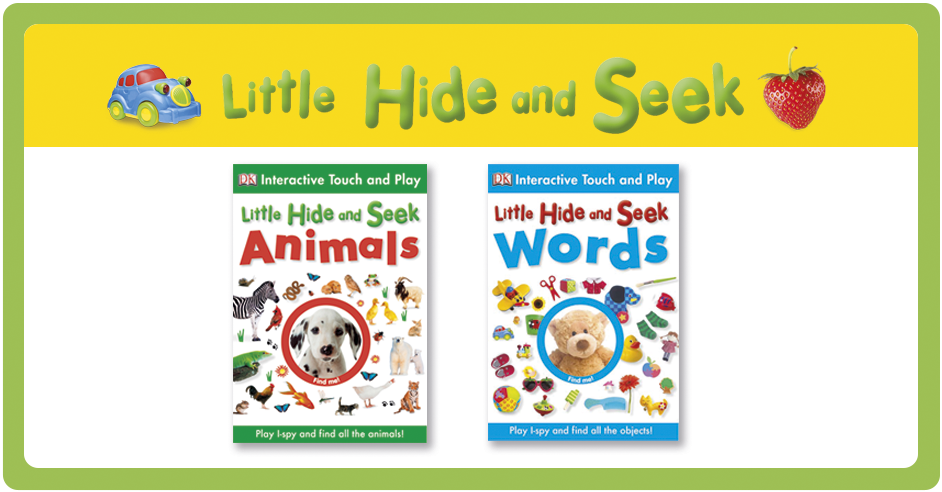 Little Hide and Seek
DK Interactive Touch and Play
Little Hide and Seek
Animals
Find me!
Play I-spy and find all the animals!
DK Interactive Touch and Play
Little Hide and Seek
Words
Find me!
Play I-spy and find all the objects!